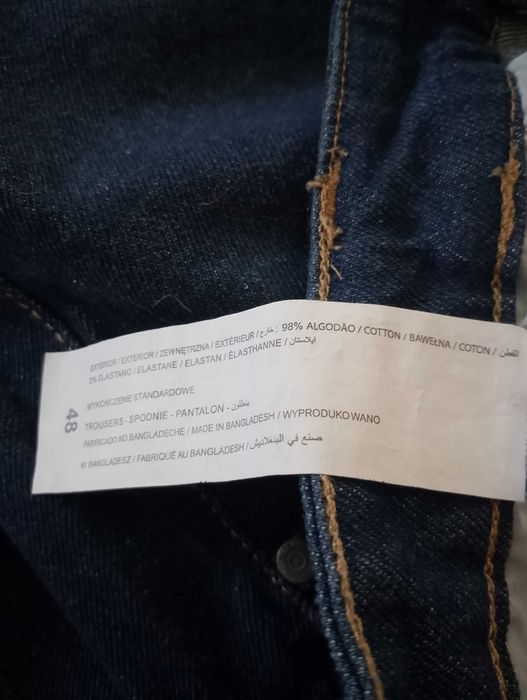 EXTERIOR / EXTERIOR / ZEWNĘTRZNA / EXTÉRIEUR / خارج : 98% ALGODÃO / COTTON / BAWEŁNA / COTON / القطن
2% ELASTANO / ELASTANE / ELASTAN / ÉLASTHANNE / ايلاستان
WYKOŃCZENIE STANDARDOWE
48
TROUSERS - SPODNIE - PANTALON - بنطلون
FABRICADO NO BANGLADECHE / MADE IN BANGLADESH / WYPRODUKOWANO
W BANGLADESZ / FABRIQUÉ AU BANGLADESH / صنع في البنغلاديش